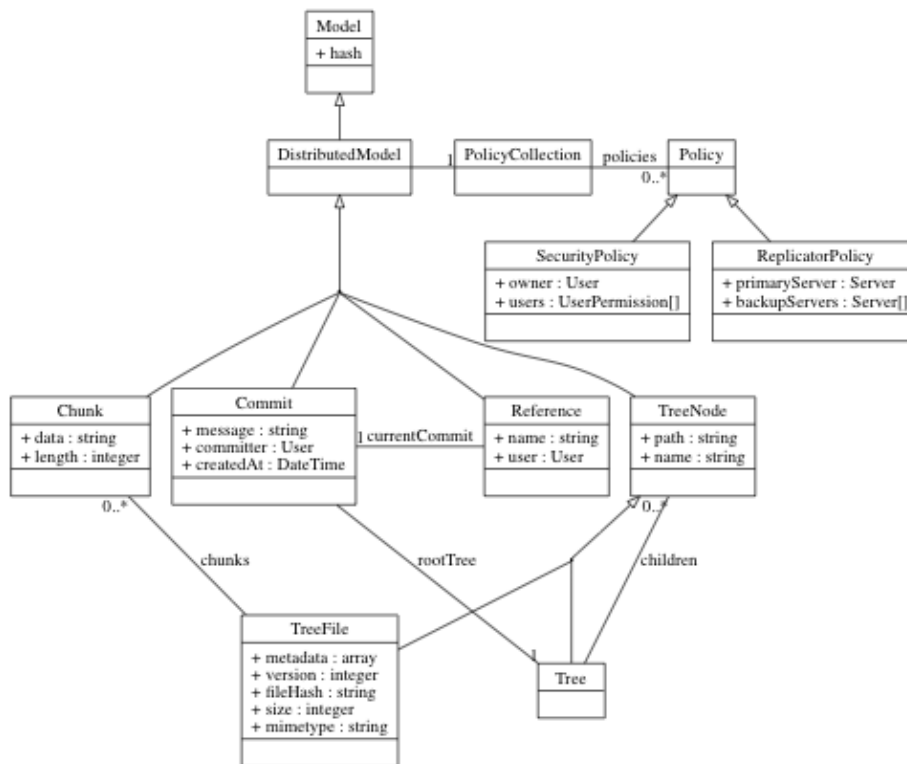 Model
+ hash
DistributedModel
1
PolicyCollection
policies
0..*
Policy
SecurityPolicy
+ owner : User
+ users : UserPermission[]
ReplicatorPolicy
+ primaryServer : Server
+ backupServers : Server[]
Chunk
+ data : string
+ length : integer
Commit
+ message : string
+ committer : User
+ createdAt : DateTime
1 currentCommit
Reference
+ name : string
+ user : User
TreeNode
+ path : string
+ name : string
0..*
0..*
chunks
rootTree
children
TreeFile
+ metadata : array
+ version : integer
+ fileHash : string
+ size : integer
+ mimetype : string
1
Tree